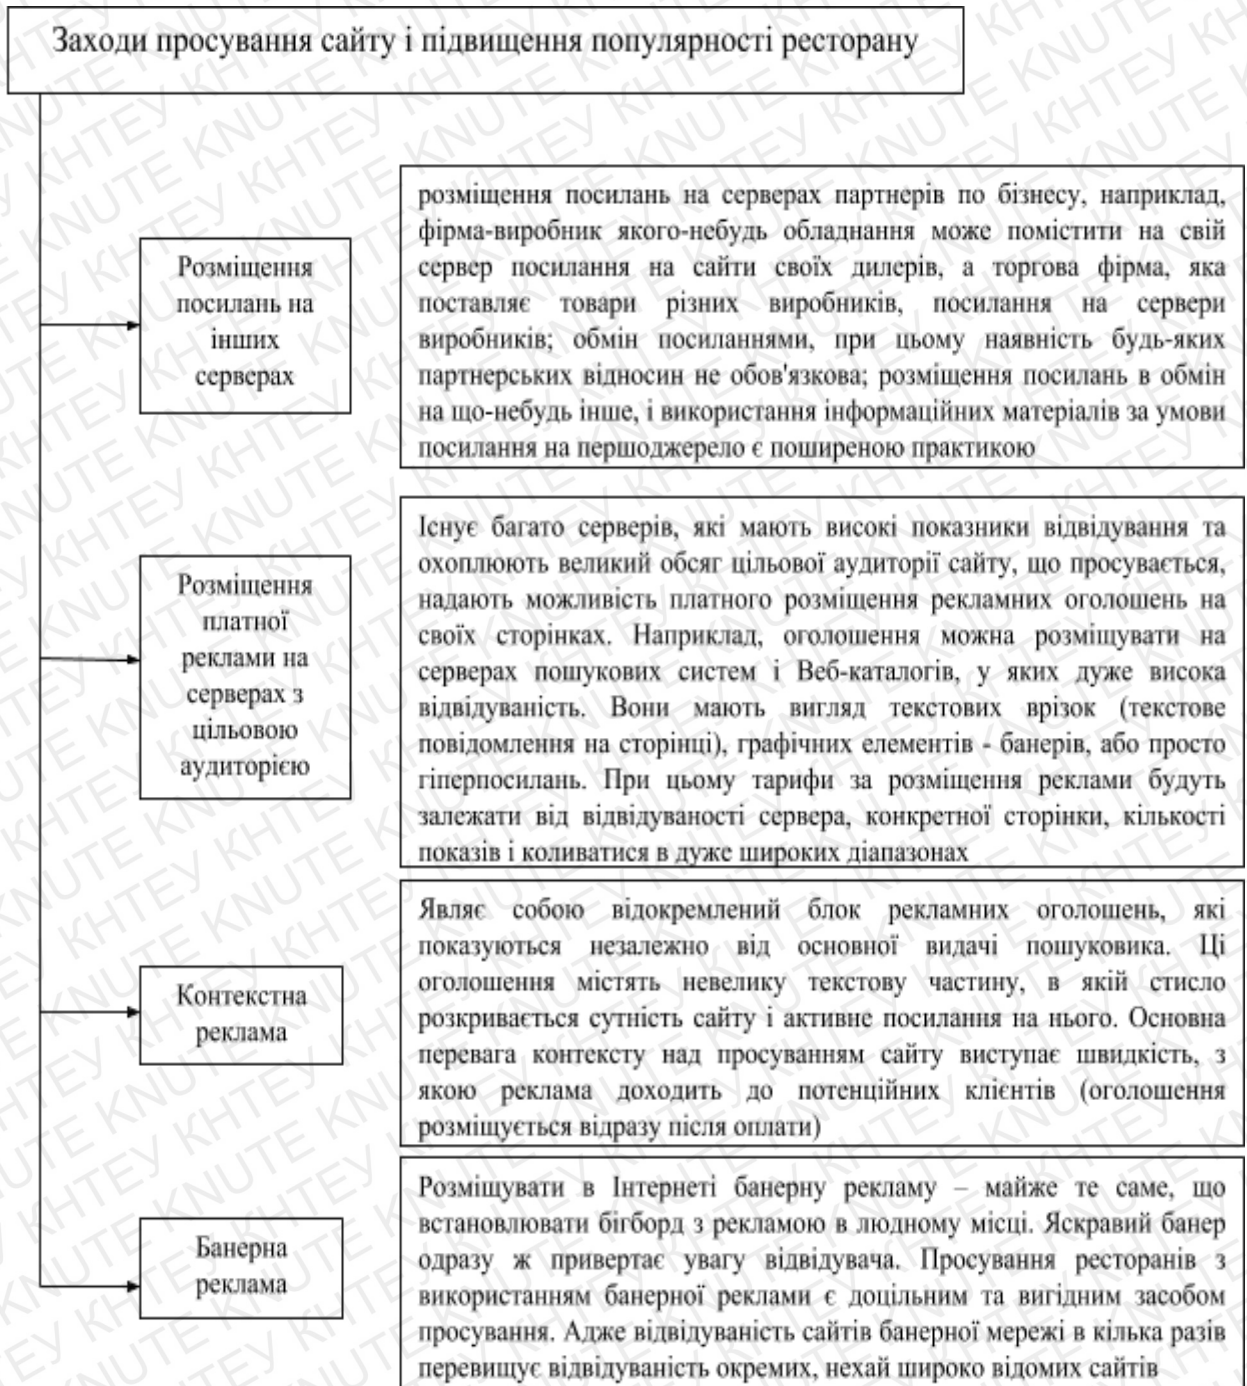 Заходи просування сайту і підвищення популярності ресторану
Розміщення
посилань на
інших
серверах
розміщення посилань на серверах партнерів по бізнесу, наприклад,
фірма-виробник якого-небудь обладнання може помістити на свій
сервер посилання на сайти своїх дилерів, а торгова фірма, яка
поставляє товари різних виробників, посилання на сервери
виробників; обмін посиланнями, при цьому наявність будь-яких
партнерських відносин не обов'язкова; розміщення посилань в обмін
на що-небудь інше, і використання інформаційних матеріалів за умови
посилання на першоджерело є поширеною практикою
Розміщення
платної
реклами на
серверах з
цільовою
аудиторією
Існує багато серверів, які мають високі показники відвідування та
охоплюють великий обсяг цільової аудиторії сайту, що просувається,
надають можливість платного розміщення рекламних оголошень на
своїх сторінках. Наприклад, оголошення можна розміщувати на
серверах пошукових систем і Веб-каталогів, у яких дуже висока
відвідуваність. Вони мають вигляд текстових врізок (текстове
повідомлення на сторінці), графічних елементів - банерів, або просто
гіперпосилань. При цьому тарифи за розміщення реклами будуть
залежати від відвідуваності сервера, конкретної сторінки, кількості
показів і коливатися в дуже широких діапазонах
Контекстна
реклама
Являє собою відокремлений блок рекламних оголошень, які
показуються незалежно від основної видачі пошуковика. Ці
оголошення містять невелику текстову частину, в якій стисло
розкривається сутність сайту і активне посилання на нього. Основна
перевага контексту над просуванням сайту виступає швидкість, з
якою реклама доходить до потенційних клієнтів (оголошення
розміщується відразу після оплати)
Банерна
реклама
Розміщувати в Інтернеті банерну рекламу – майже те саме, що
встановлювати бігборд з рекламою в людному місці. Яскравий банер
одразу ж привертає увагу відвідувача. Просування ресторанів з
використанням банерної реклами є доцільним та вигідним засобом
просування. Адже відвідуваність сайтів банерної мережі в кілька разів
перевищує відвідуваність окремих, нехай широко відомих сайтів